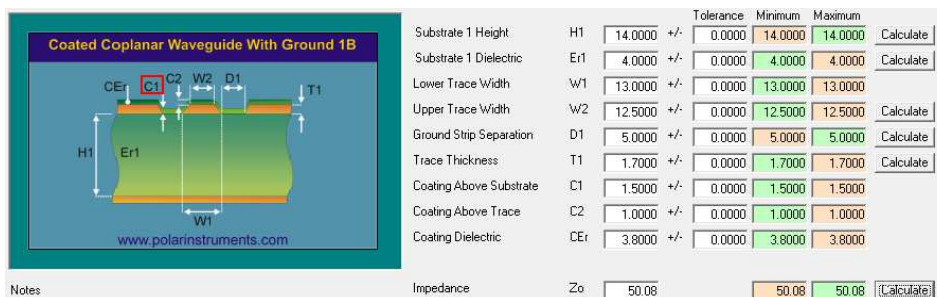 Tolerance Minimum Maximum
Coated Coplanar Waveguide With Ground 1B
CEr C1 C2 W2 D1 T1
H1 Er1
W1
www.polarinstruments.com
Substrate 1 Height H1 14.0000 +/- 0.0000 14.0000 14.0000 Calculate
Substrate 1 Dielectric Er1 4.0000 +/- 0.0000 4.0000 4.0000 Calculate
Lower Trace Width W1 13.0000 +/- 0.0000 13.0000 13.0000
Upper Trace Width W2 12.5000 +/- 0.0000 12.5000 12.5000 Calculate
Ground Strip Separation D1 5.0000 +/- 0.0000 5.0000 5.0000 Calculate
Trace Thickness T1 1.7000 +/- 0.0000 1.7000 1.7000 Calculate
Coating Above Substrate C1 1.5000 +/- 0.0000 1.5000 1.5000
Coating Above Trace C2 1.0000 +/- 0.0000 1.0000 1.0000
Coating Dielectric CEr 3.8000 +/- 0.0000 3.8000 3.8000
Notes
Impedance Zo 50.08 50.08 50.08 Calculate